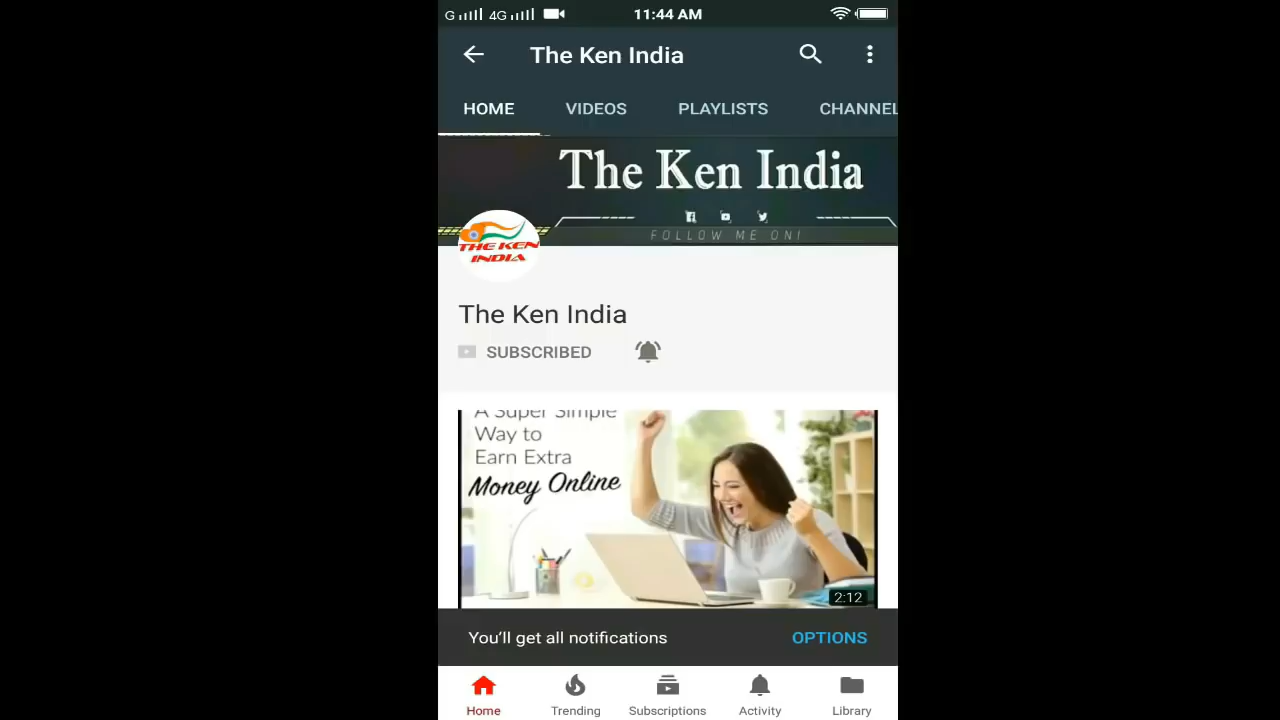 G 4G 11:44 AM
The Ken India
HOME VIDEOS PLAYLISTS CHANNEL
The Ken India
FOLLOW ME ON!
THE KEN
INDIA
The Ken India
SUBSCRIBED
A Super Simple
Way to
Earn Extra
Money Online
2:12
You'll get all notifications OPTIONS
Home Trending Subscriptions Activity Library